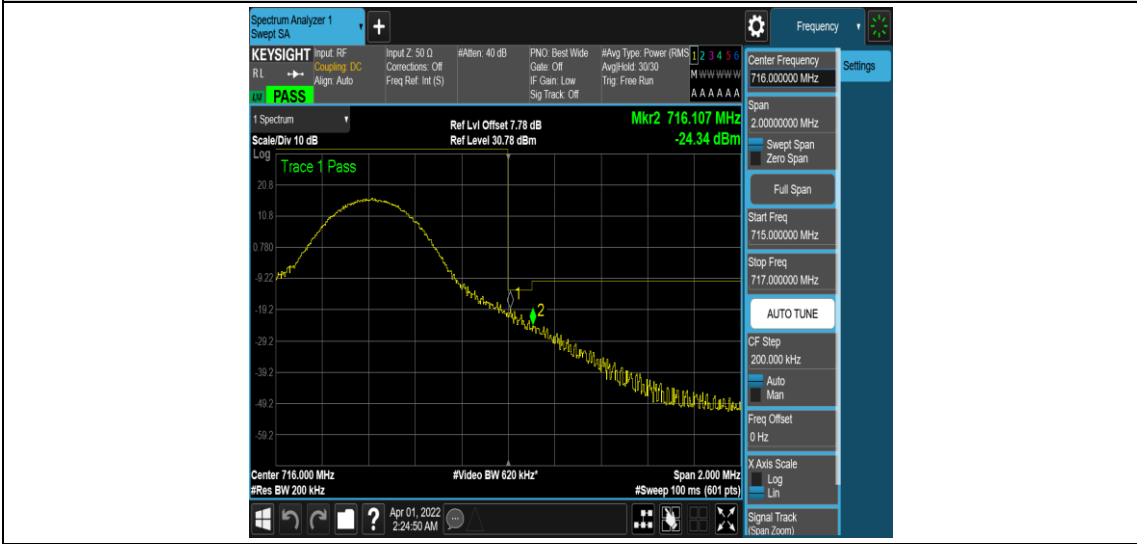 Spectrum Analyzer 1
Swept SA
+
Frequency
KEYSIGHT Input: RF
Coupling: DC
Align: Auto
RL
PASS
Input Z: 50 Ω
Corrections: Off
Freq Ref: Int (S)
#Atten: 40 dB
PNO: Best Wide
Gate: Off
IF Gain: Low
Sig Track: Off
#Avg Type: Power (RMS
Avg|Hold: 30/30
Trig: Free Run
1 2 3 4 5 6
M W W W W W
A A A A A A
1 Spectrum
Scale/Div 10 dB
Log
Ref Lvl Offset 7.78 dB
Ref Level 30.78 dBm
Mkr2 716.107 MHz
-24.34 dBm
Trace 1 Pass
20.8
10.8
0.780
-9.22
-19.2
-29.2
-39.2
-49.2
-59.2
1
2
Center 716.000 MHz
#Video BW 620 kHz*
Span 2.000 MHz
#Res BW 200 kHz
#Sweep 100 ms (601 pts)
?
Apr 01, 2022
2:24:50 AM
Center Frequency
716.000000 MHz
Settings
Span
2.00000000 MHz
Swept Span
Zero Span
Full Span
Start Freq
715.000000 MHz
Stop Freq
717.000000 MHz
AUTO TUNE
CF Step
200.000 kHz
Auto
Man
Freq Offset
0 Hz
X Axis Scale
Log
Lin
Signal Track
(Span Zoom)